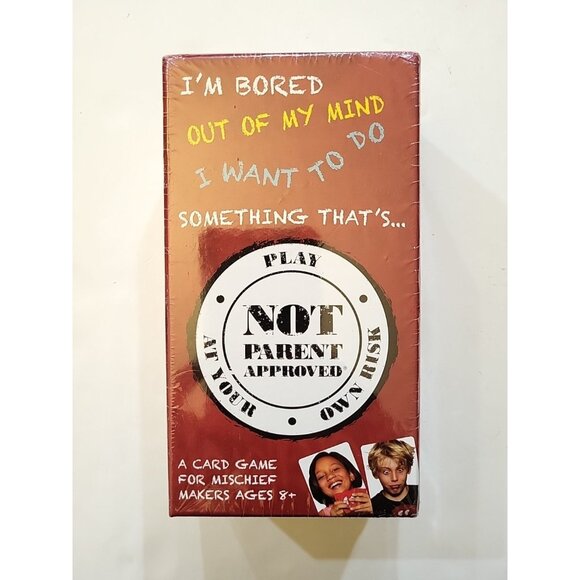 I'M BORED
OUT OF MY MIND
I WANT TO DO
SOMETHING THAT'S...
PLAY
NOT
PARENT
APPROVED®
AT YOUR
OWN RISK
A CARD GAME
FOR MISCHIEF
MAKERS AGES 8+